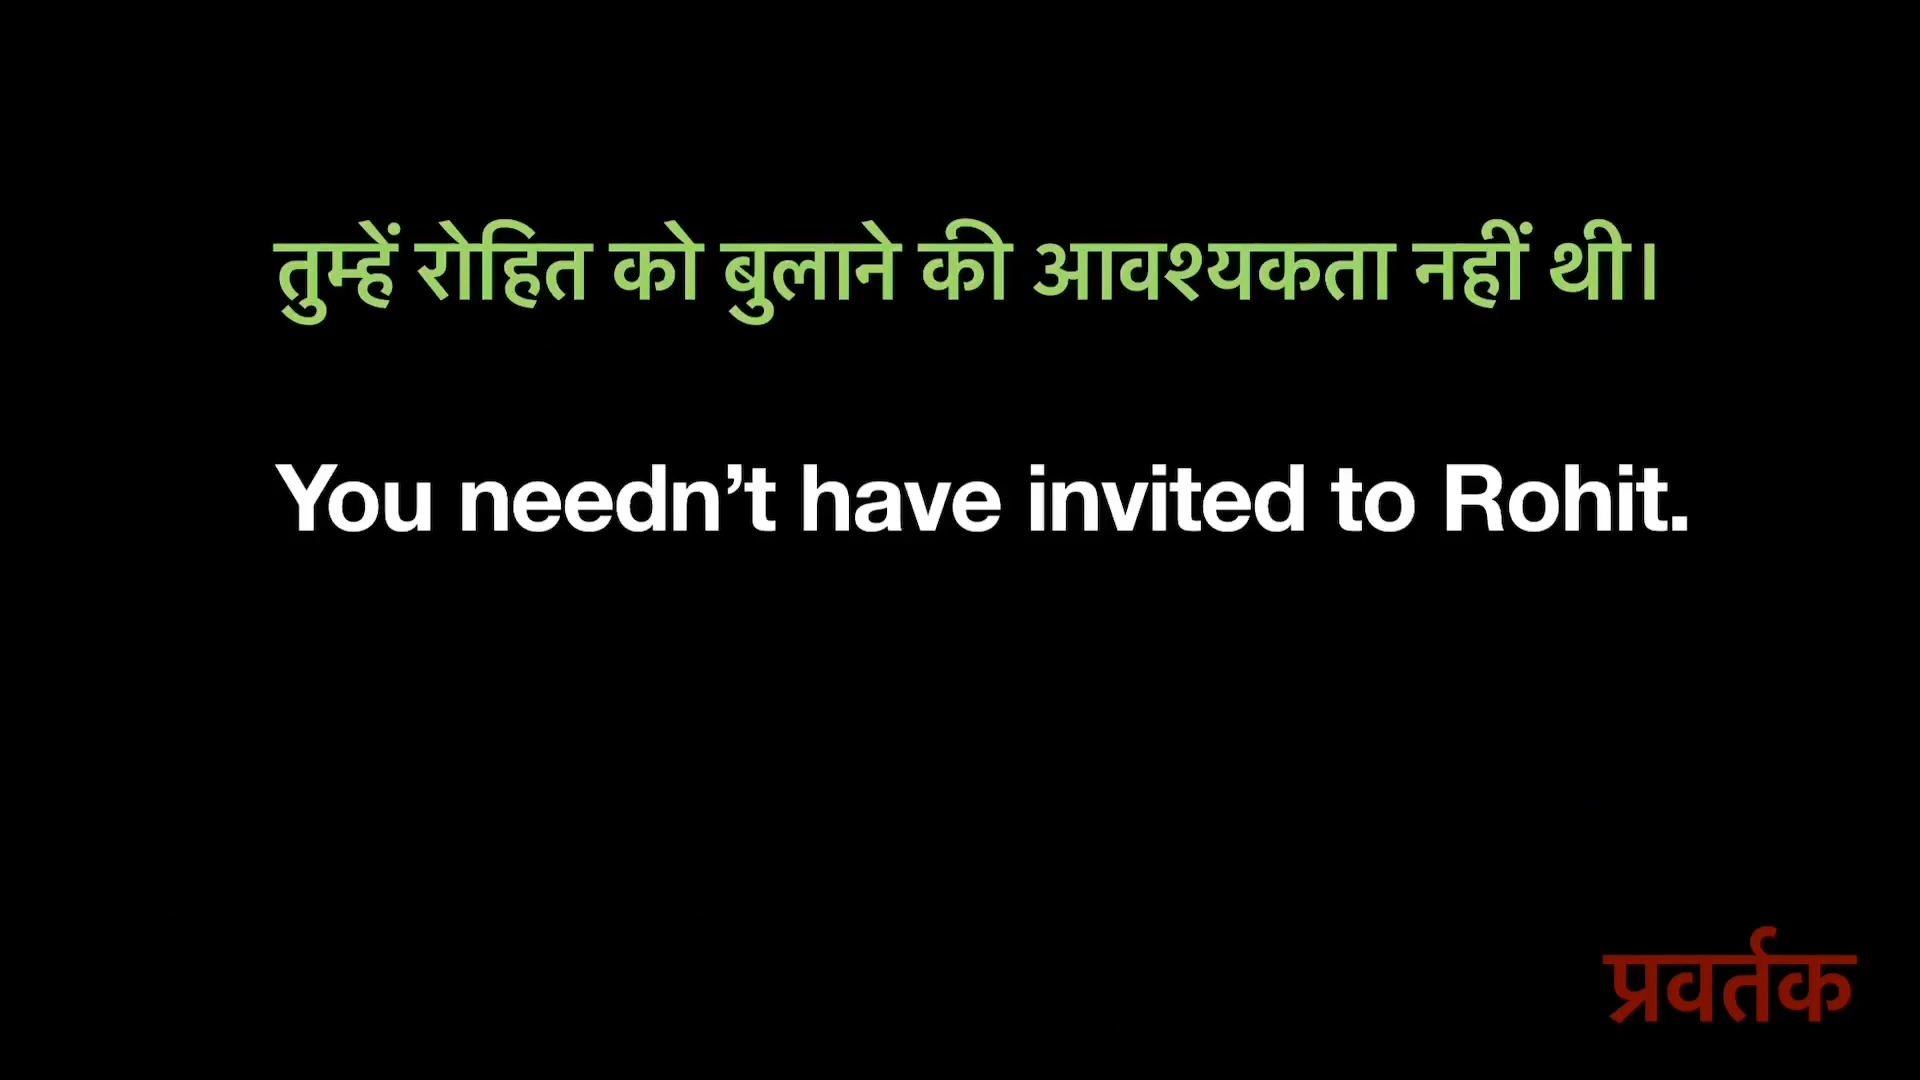 तुम्हें रोहित को बुलाने की आवश्यकता नहीं थी।
You needn’t have invited to Rohit.
प्रवर्तक